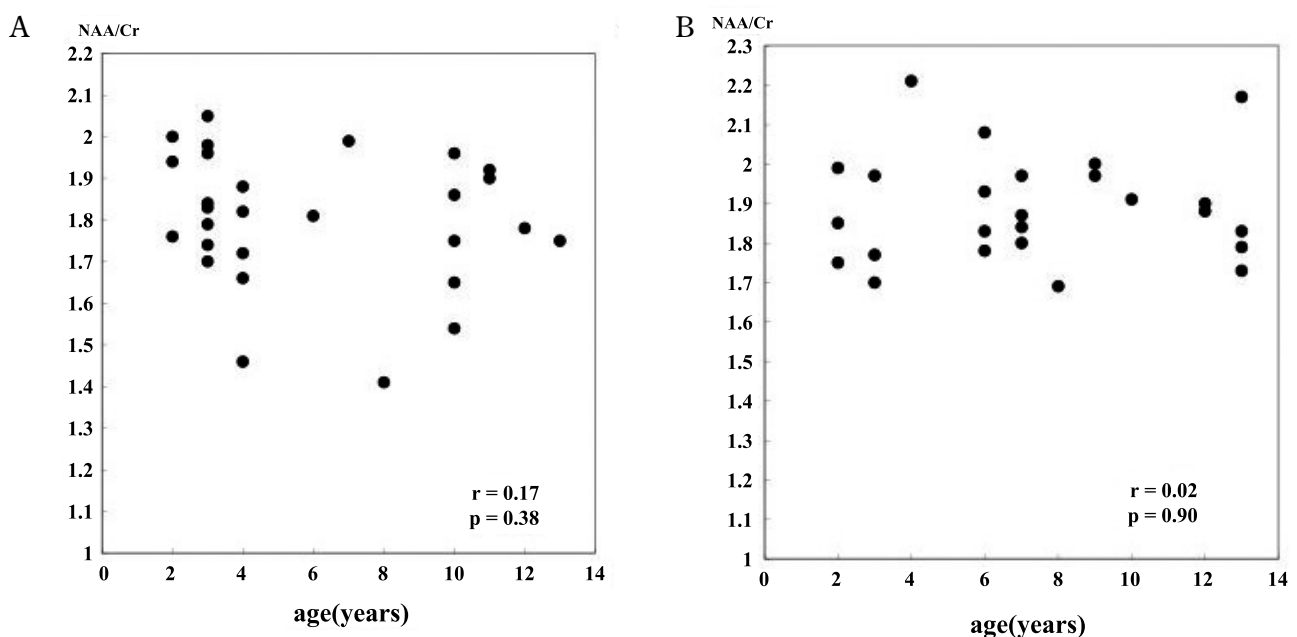 A
NAA/Cr
2.2
2.1
2
1.9
1.8
1.7
1.6
1.5
1.4
1.3
1.2
1.1
1
r = 0.17
p = 0.38
0 2 4 6 8 10 12 14
age(years)
B
NAA/Cr
2.3
2.2
2.1
2
1.9
1.8
1.7
1.6
1.5
1.4
1.3
1.2
1.1
1
r = 0.02
p = 0.90
0 2 4 6 8 10 12 14
age(years)